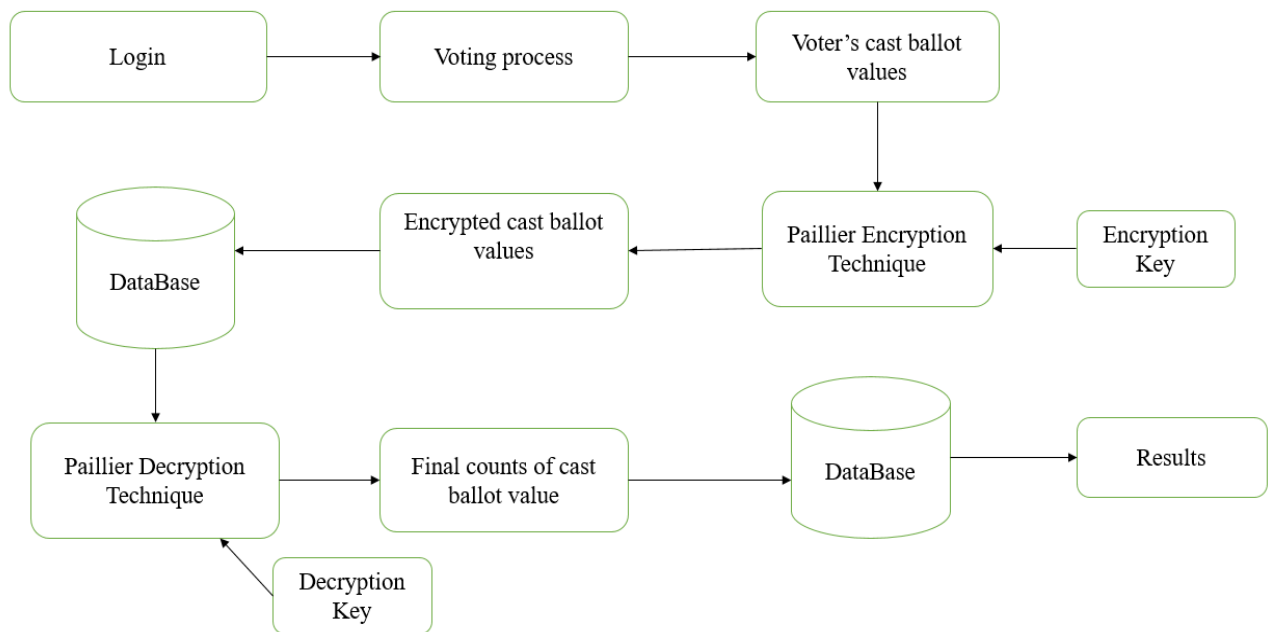 Login
Voting process
Voter’s cast ballot
values
Encrypted cast ballot
values
Paillier Encryption
Technique
Encryption
Key
DataBase
Paillier Decryption
Technique
Final counts of cast
ballot value
DataBase
Results
Decryption
Key